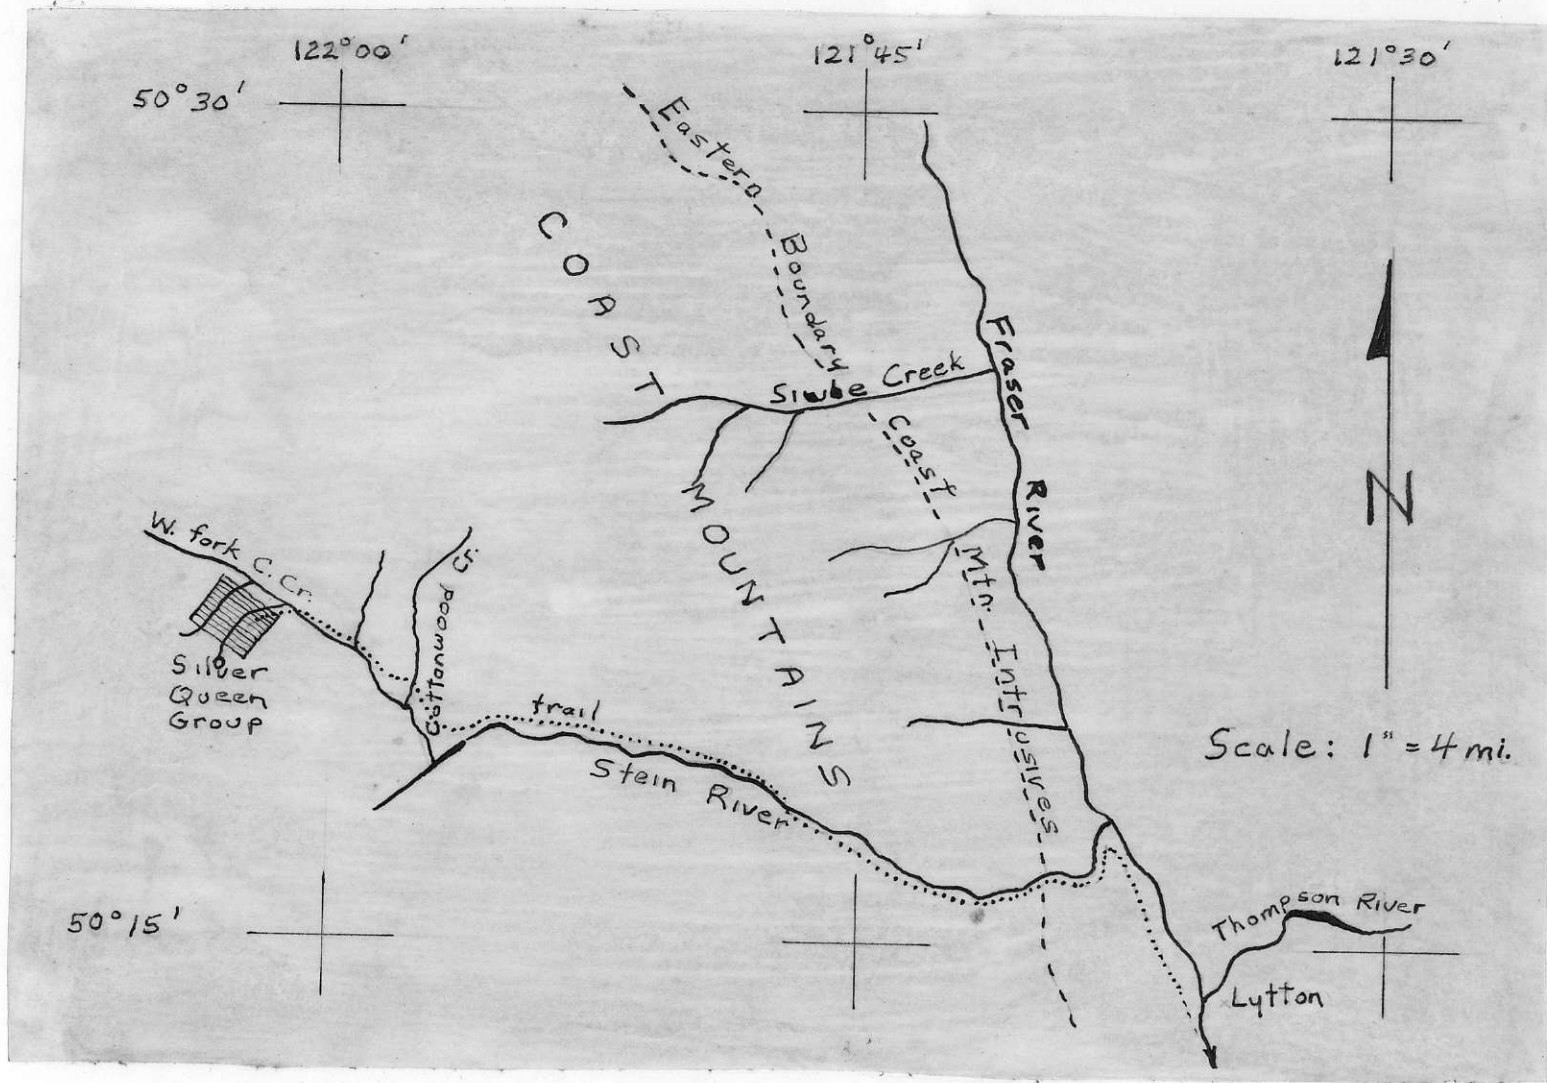 122°00'
121°45'
121°30'
50°30'
Eastern Boundary Coast Mtn. Intrusives
COAST MOUNTAINS
Fraser River
Creek
N
W. fork C. Cr.
Cottonwood Cr.
Silver
Queen
Group
trail
Stein River
Scale: 1" = 4 mi.
50°15'
Thompson River
Lytton